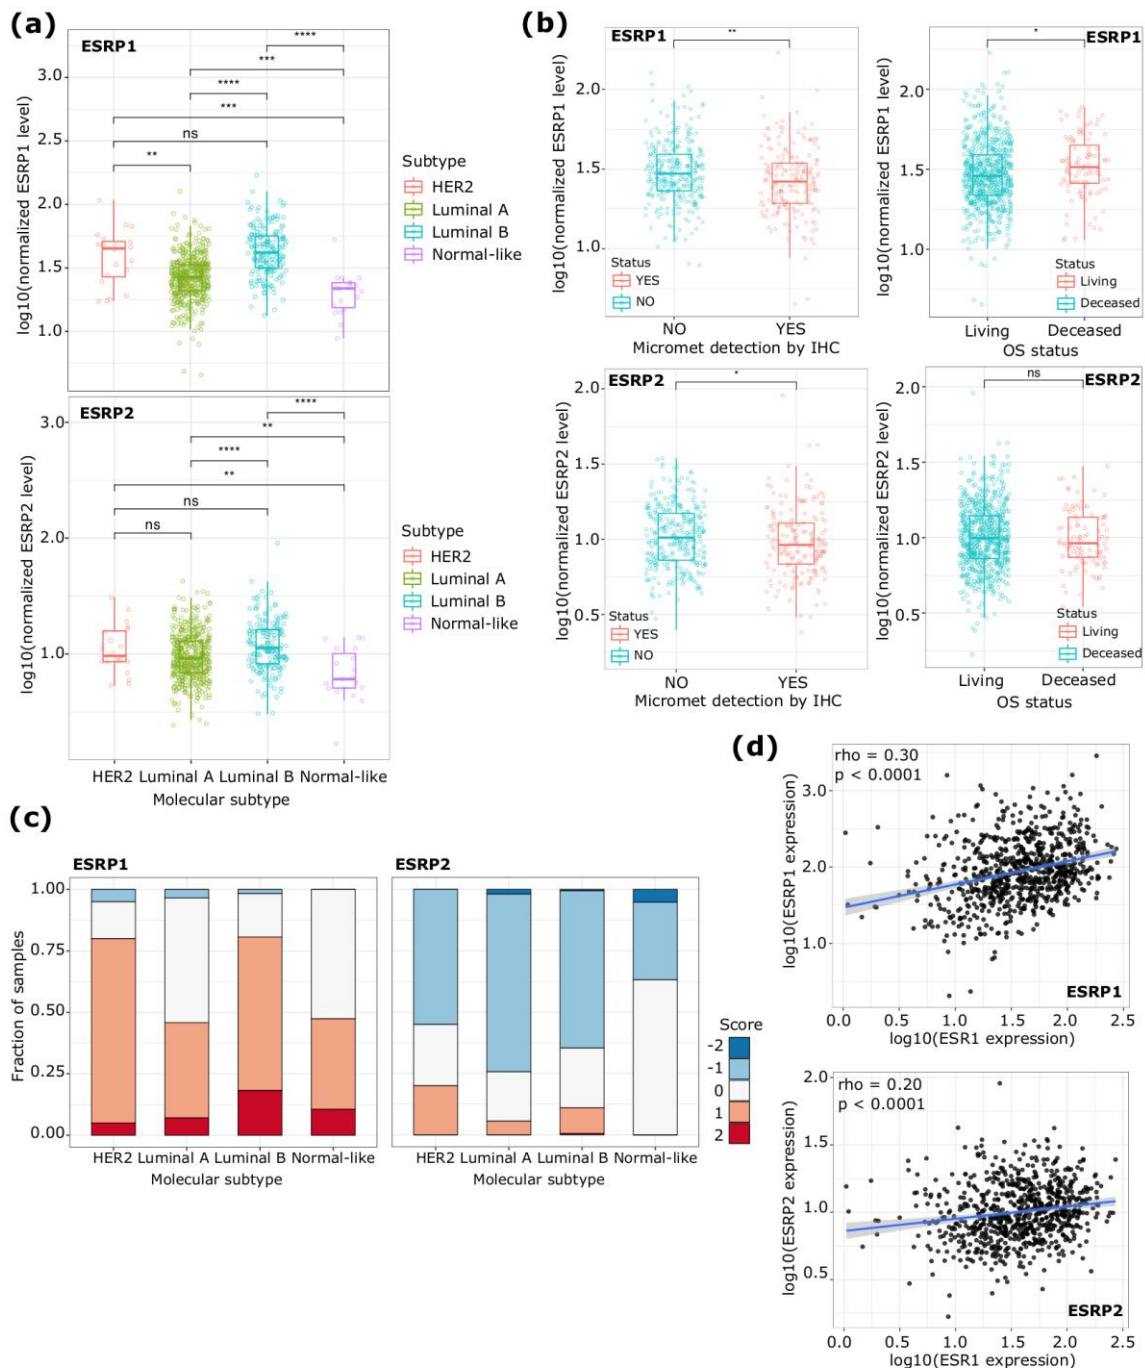 (a)
ESRP1
****
***
****
***
ns
**
3.0
2.5
2.0
1.5
1.0
log10(normalized ESRP1 level)
Subtype
HER2
Luminal A
Luminal B
Normal-like
ESRP2
****
**
****
**
ns
ns
3.0
2.0
1.0
log10(normalized ESRP2 level)
Subtype
HER2
Luminal A
Luminal B
Normal-like
HER2 Luminal A Luminal B Normal-like
Molecular subtype
(b)
ESRP1
**
2.0
1.5
1.0
log10(normalized ESRP1 level)
Status
YES
NO
NO YES
Micromet detection by IHC
ESRP1
*
2.0
1.5
1.0
log10(normalized ESRP1 level)
Status
Living
Deceased
Living Deceased
OS status
ESRP2
*
2.0
1.5
1.0
0.5
log10(normalized ESRP2 level)
Status
YES
NO
NO YES
Micromet detection by IHC
ESRP2
ns
2.0
1.5
1.0
0.5
log10(normalized ESRP2 level)
Status
Living
Deceased
Living Deceased
OS status
(c)
ESRP1
ESRP2
1.00
0.75
0.50
0.25
0.00
Fraction of samples
HER2 Luminal A Luminal B Normal-like
Molecular subtype
HER2 Luminal A Luminal B Normal-like
Molecular subtype
Score
-2
-1
0
1
2
(d)
rho = 0.30
p < 0.0001
3.0
2.0
1.0
log10(ESRP1 expression)
ESRP1
0.0 0.5 1.0 1.5 2.0 2.5
log10(ESR1 expression)
rho = 0.20
p < 0.0001
2.0
1.5
1.0
0.5
log10(ESRP2 expression)
ESRP2
0.0 0.5 1.0 1.5 2.0 2.5
log10(ESR1 expression)